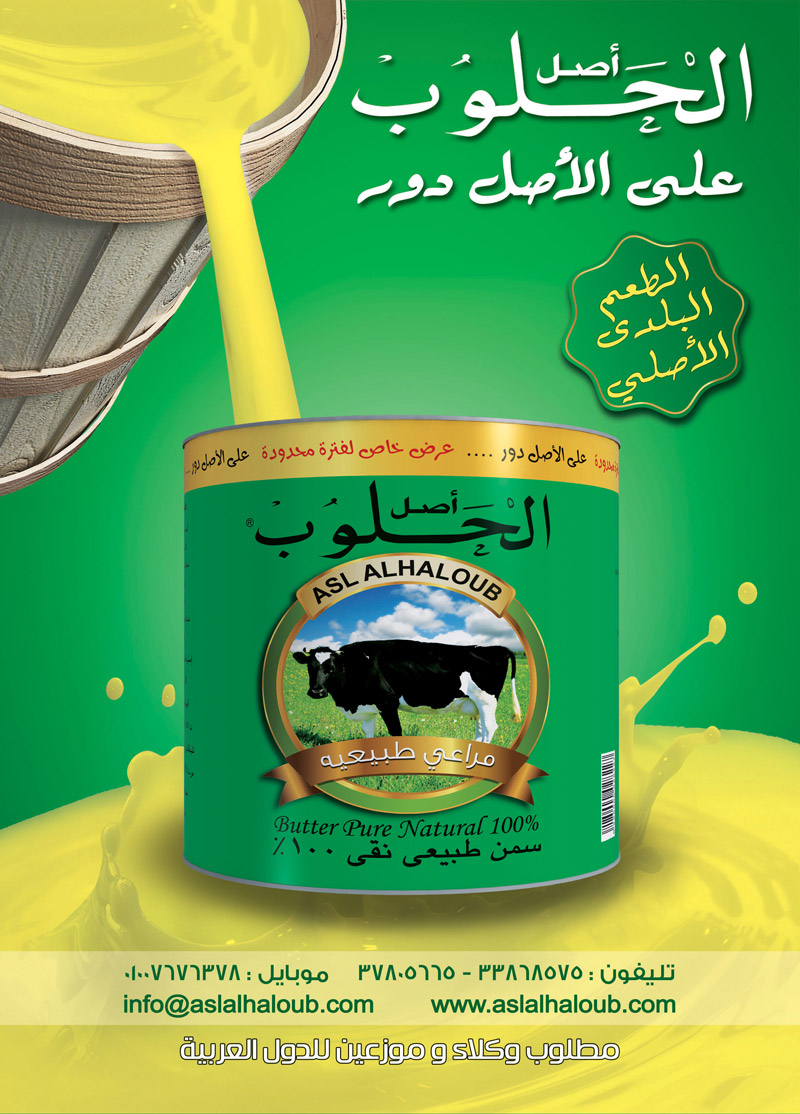 أصل
الحلوب
على الأصل دور
الطعم
البلدى
الأصلي
على الأصل دور .... عرض خاص لفترة محدودة على الأصل دور .... محدودة
أصل
الحلوب ®
ASL ALHALOUB
مراعي طبيعيه
Butter Pure Natural 100%
سمن طبيعى نقى ١٠٠٪
تليفون : ٣٣٨٦٨٥٧٥ - ٣٧٨٠٥٦٦٥ موبايل : ٠١٠٠٧٦٧٦٣٧٨
info@aslalhaloub.com www.aslalhaloub.com
مطلوب وكلاء و موزعين للدول العربية